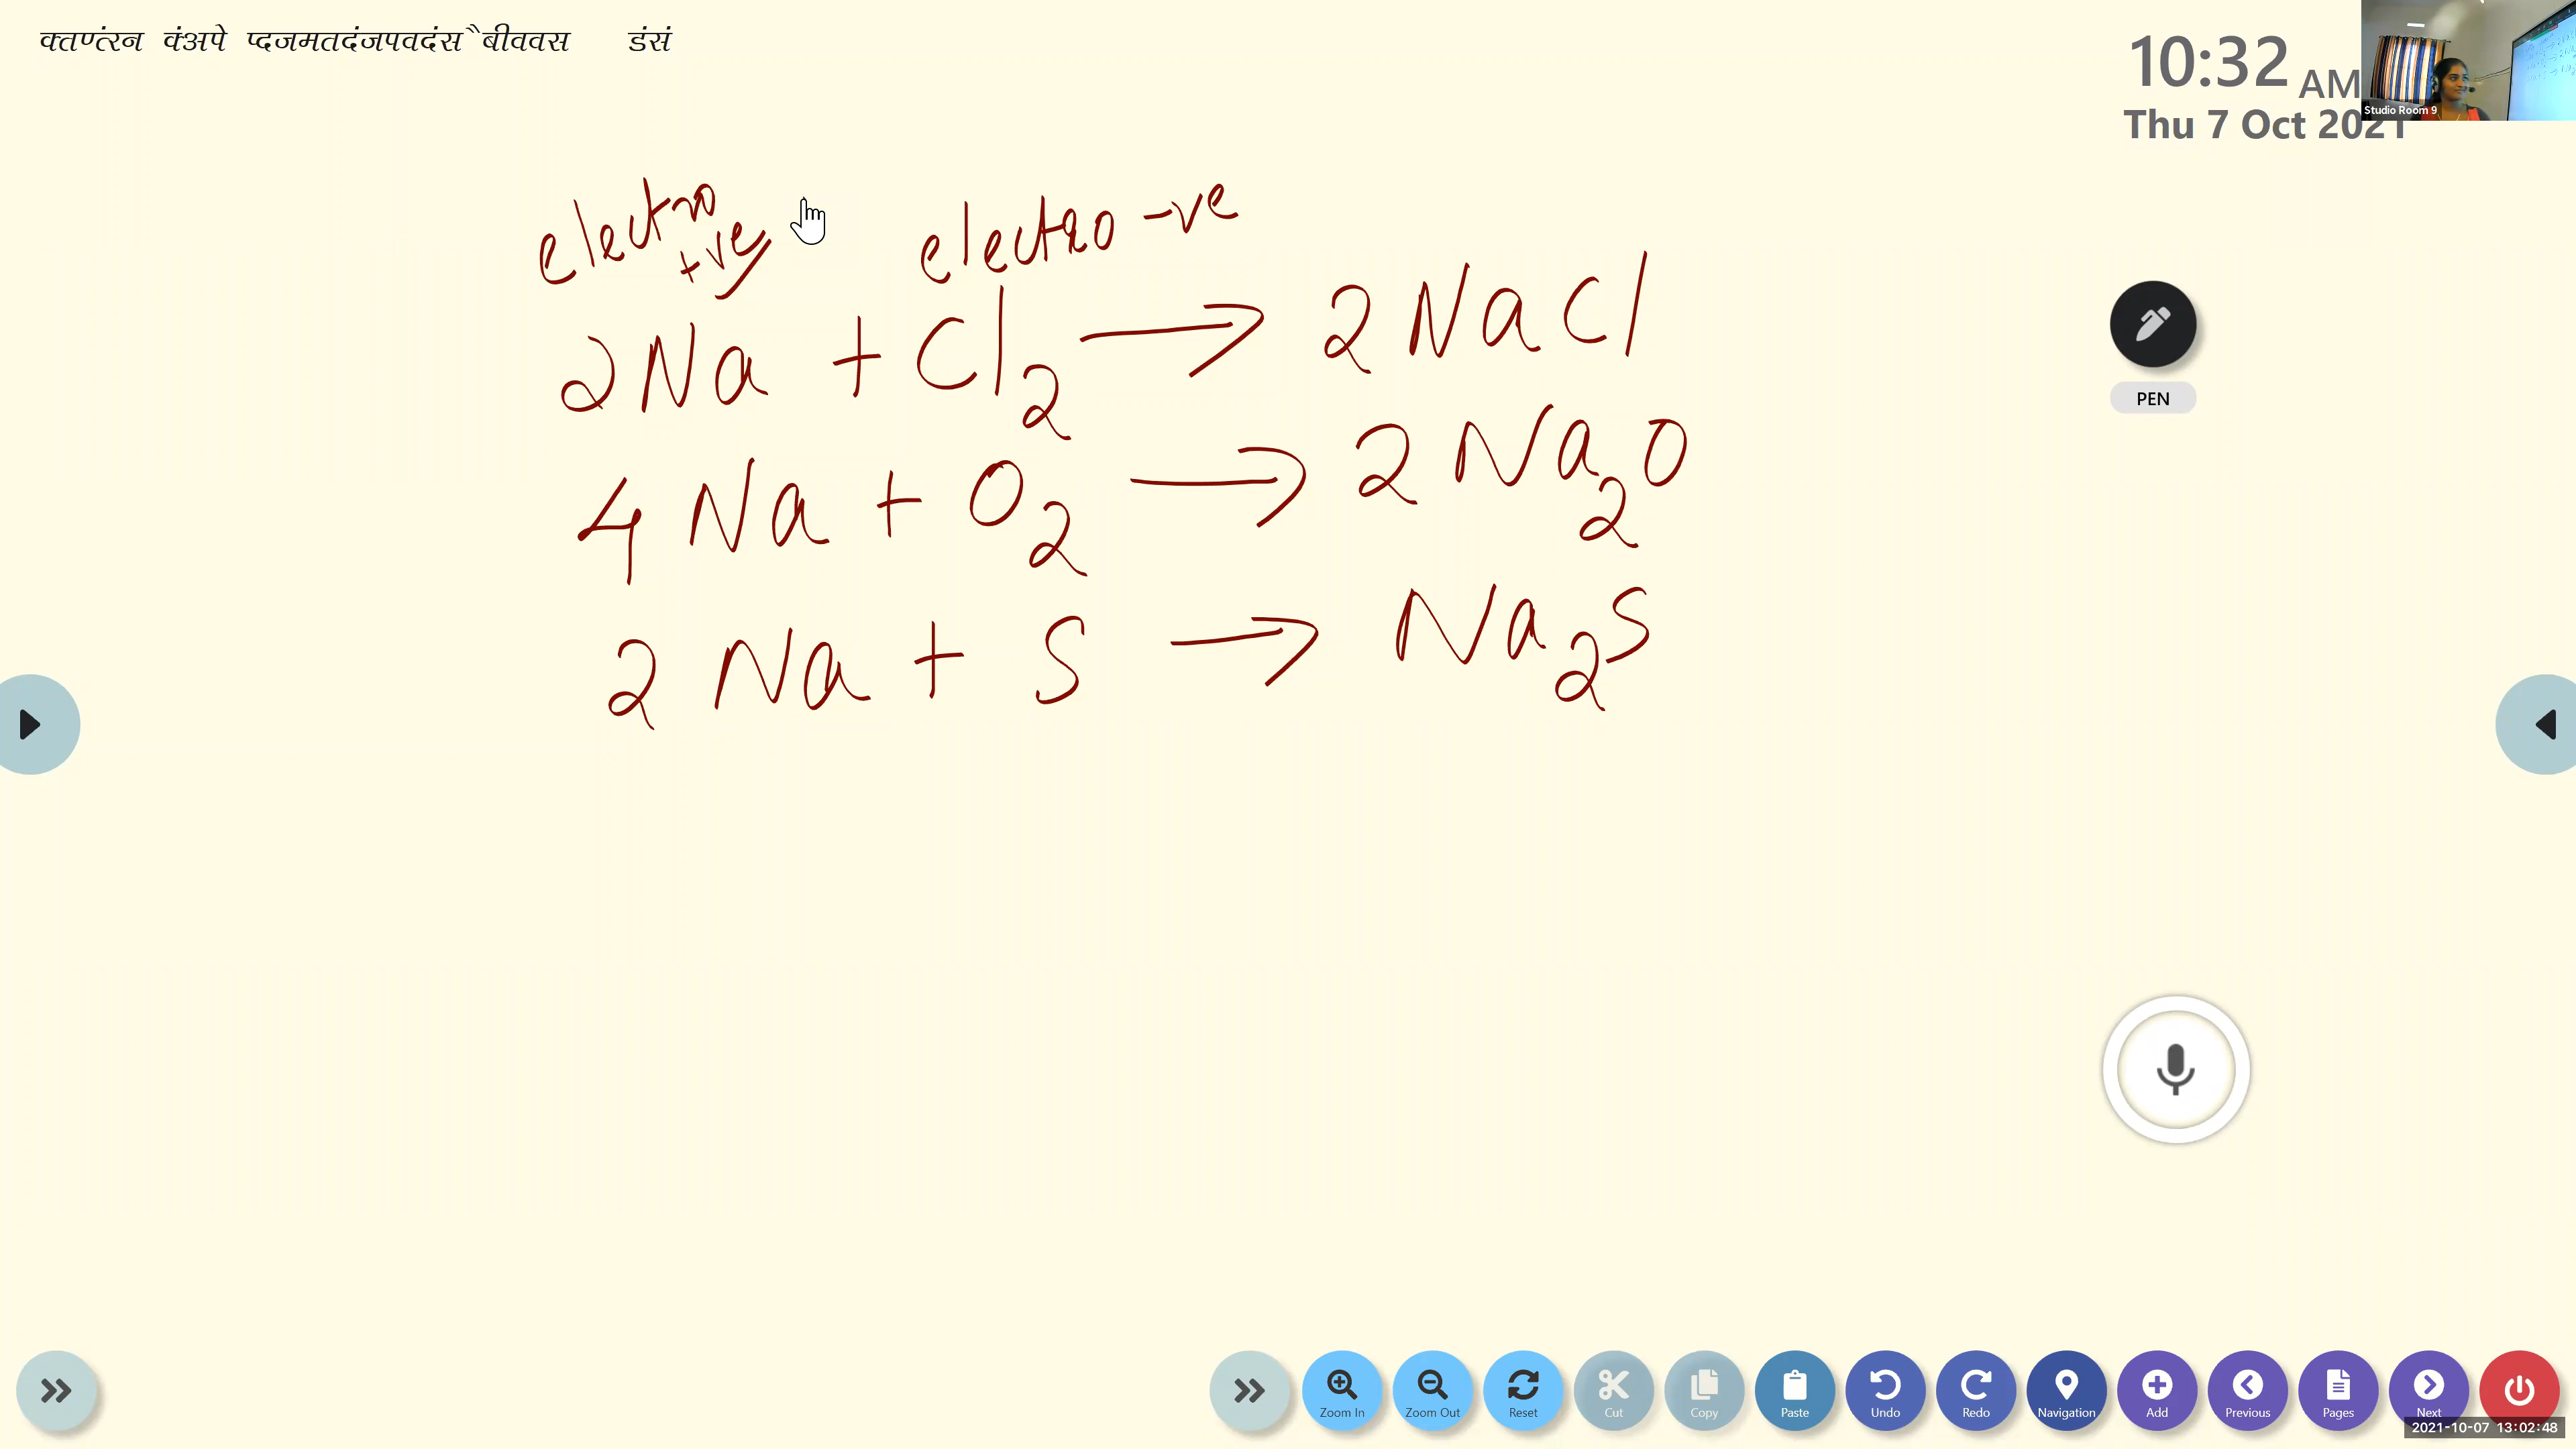 क्तण्टंरन कंअपे प्दजमतदंजपवदंस ैबीववस डंसं
10:32 AM
Thu 7 Oct 2021
Studio Room 9
electro +ve electro -ve
2Na + Cl₂ → 2NaCl
4Na + O₂ → 2Na₂O
2Na + S → Na₂S
PEN
Zoom In Zoom Out Reset Cut Copy Paste Undo Redo Navigation Add Previous Pages Next
2021-10-07 13:02:48